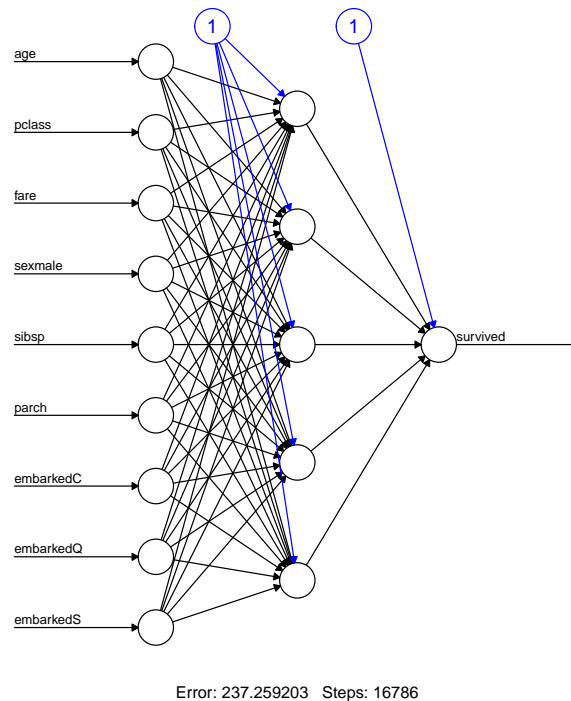 1
1
age
pclass
fare
sexmale
sibsp
survived
parch
embarkedC
embarkedQ
embarkedS
Error: 237.259203 Steps: 16786